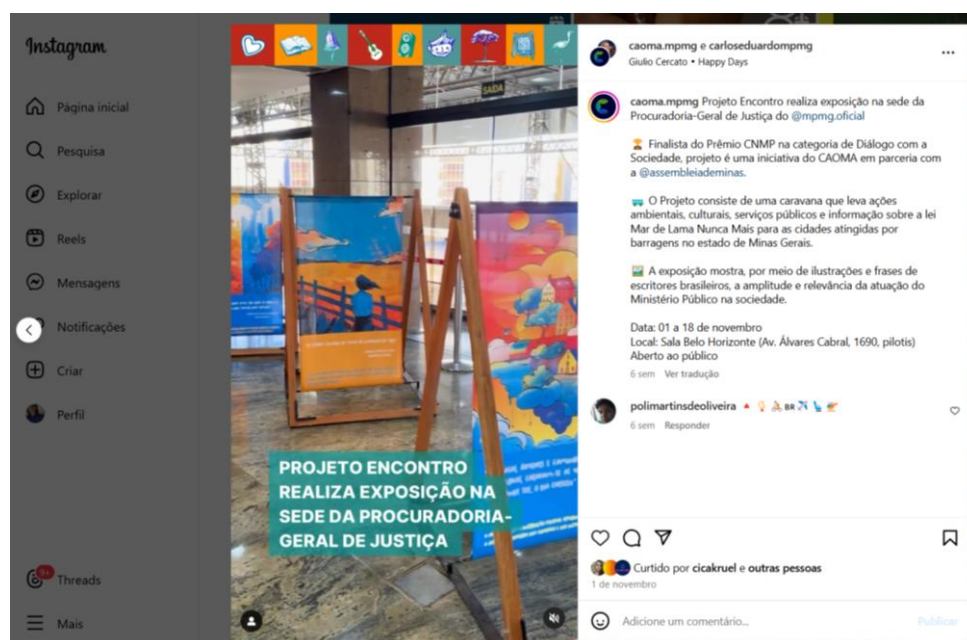 Instagram
Página inicial
Pesquisa
Explorar
Reels
Mensagens
Notificações
Criar
Perfil
9+
Threads
Mais
SAÍDA
PROJETO ENCONTRO
REALIZA EXPOSIÇÃO NA
SEDE DA PROCURADORIA-
GERAL DE JUSTIÇA
caoma.mpmg e carloseduardompmg
Giulio Cercato • Happy Days
caoma.mpmg Projeto Encontro realiza exposição na sede da
Procuradoria-Geral de Justiça do @mpmg.oficial
🏆 Finalista do Prêmio CNMP na categoria de Diálogo com a
Sociedade, projeto é uma iniciativa do CAOMA em parceria com
a @assembleiademinas.
🚌 O Projeto consiste de uma caravana que leva ações
ambientais, culturais, serviços públicos e informação sobre a lei
Mar de Lama Nunca Mais para as cidades atingidas por
barragens no estado de Minas Gerais.
🖼️ A exposição mostra, por meio de ilustrações e frases de
escritores brasileiros, a amplitude e relevância da atuação do
Ministério Público na sociedade.
Data: 01 a 18 de novembro
Local: Sala Belo Horizonte (Av. Álvares Cabral, 1690, pilotis)
Aberto ao público
6 sem Ver tradução
polimartinsdeoliveira 🔺 BR
6 sem Responder
Curtido por cicakruel e outras pessoas
1 de novembro
Adicione um comentário...
Publicar